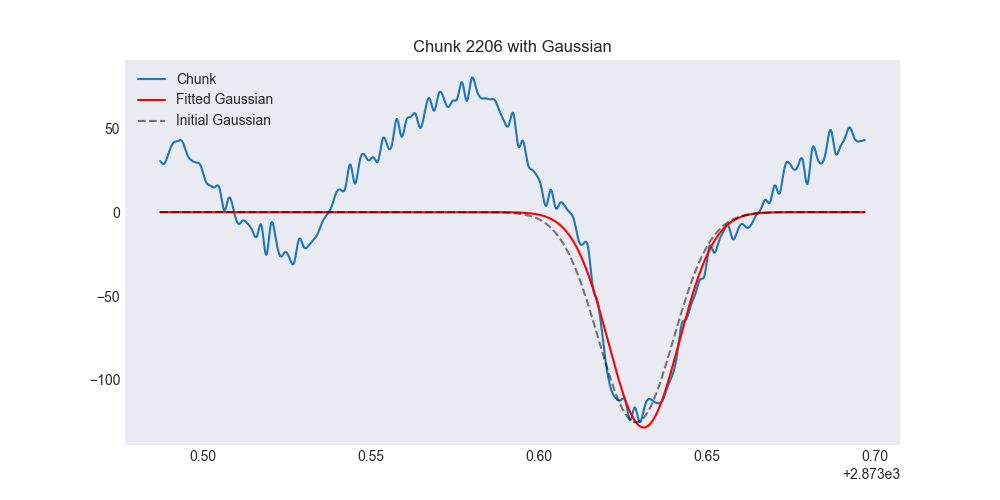 Chunk 2206 with Gaussian
Chunk
Fitted Gaussian
Initial Gaussian
50
0
−50
−100
0.50 0.55 0.60 0.65 0.70
+2.873e3